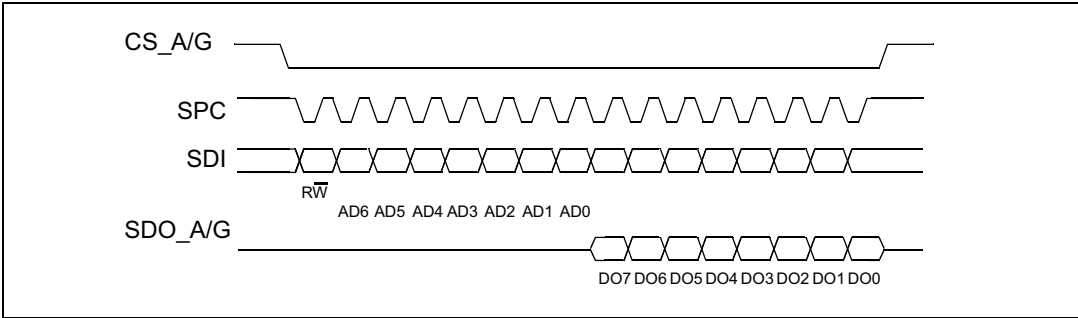 CS_A/G
SPC
SDI
RW̅
AD6 AD5 AD4 AD3 AD2 AD1 AD0
SDO_A/G
DO7 DO6 DO5 DO4 DO3 DO2 DO1 DO0